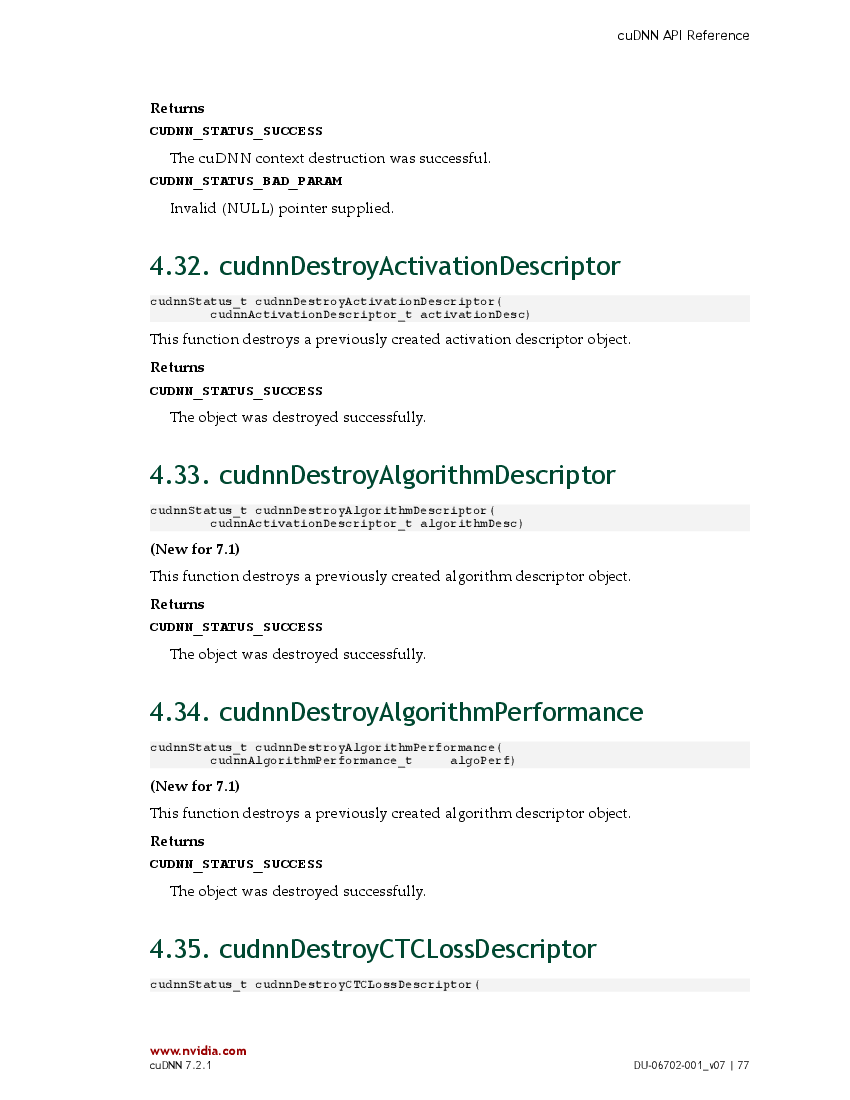 cuDNN API Reference
Returns
CUDNN_STATUS_SUCCESS
The cuDNN context destruction was successful.
CUDNN_STATUS_BAD_PARAM
Invalid (NULL) pointer supplied.
4.32. cudnnDestroyActivationDescriptor
cudnnStatus_t cudnnDestroyActivationDescriptor(
        cudnnActivationDescriptor_t activationDesc)
This function destroys a previously created activation descriptor object.
Returns
CUDNN_STATUS_SUCCESS
The object was destroyed successfully.
4.33. cudnnDestroyAlgorithmDescriptor
cudnnStatus_t cudnnDestroyAlgorithmDescriptor(
        cudnnActivationDescriptor_t algorithmDesc)
(New for 7.1)
This function destroys a previously created algorithm descriptor object.
Returns
CUDNN_STATUS_SUCCESS
The object was destroyed successfully.
4.34. cudnnDestroyAlgorithmPerformance
cudnnStatus_t cudnnDestroyAlgorithmPerformance(
        cudnnAlgorithmPerformance_t     algoPerf)
(New for 7.1)
This function destroys a previously created algorithm descriptor object.
Returns
CUDNN_STATUS_SUCCESS
The object was destroyed successfully.
4.35. cudnnDestroyCTCLossDescriptor
cudnnStatus_t cudnnDestroyCTCLossDescriptor(
www.nvidia.com
cuDNN 7.2.1 DU-06702-001_v07 | 77